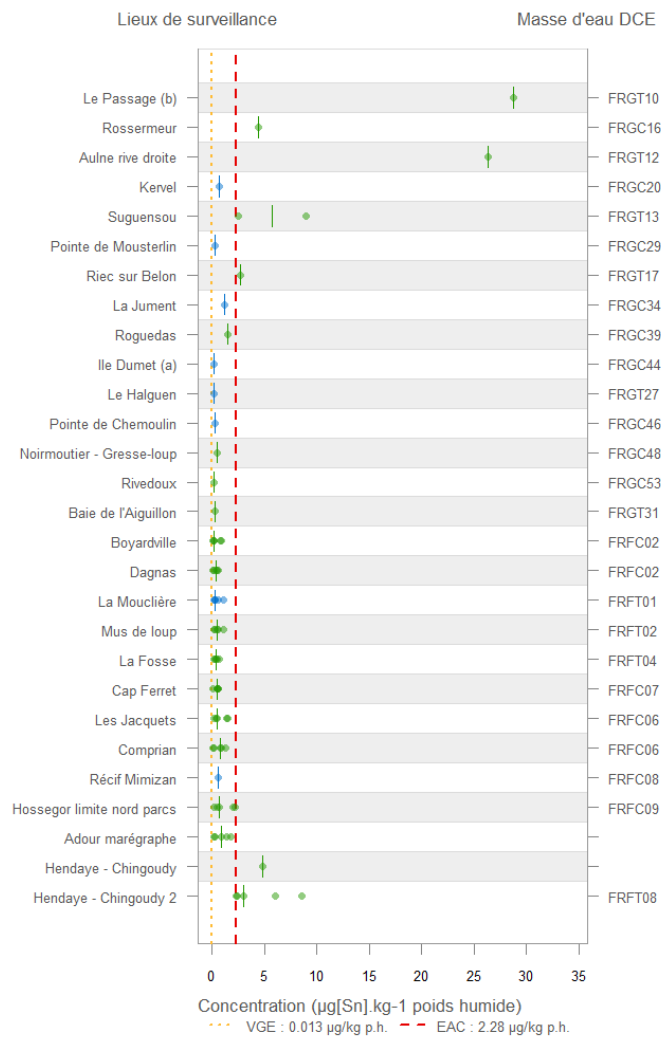 Lieux de surveillance Masse d'eau DCE
Le Passage (b) FRGT10
Rossermeur FRGC16
Aulne rive droite FRGT12
Kervel FRGC20
Suguensou FRGT13
Pointe de Mousterlin FRGC29
Riec sur Belon FRGT17
La Jument FRGC34
Roguedas FRGC39
Ile Dumet (a) FRGC44
Le Halguen FRGT27
Pointe de Chemoulin FRGC46
Noirmoutier - Gresse-loup FRGC48
Rivedoux FRGC53
Baie de l'Aiguillon FRGT31
Boyardville FRFC02
Dagnas FRFC02
La Mouclière FRFT01
Mus de loup FRFT02
La Fosse FRFT04
Cap Ferret FRFC07
Les Jacquets FRFC06
Comprian FRFC06
Récif Mimizan FRFC08
Hossegor limite nord parcs FRFC09
Adour marégraphe
Hendaye - Chingoudy
Hendaye - Chingoudy 2 FRFT08
0 5 10 15 20 25 30 35
Concentration (µg[Sn].kg-1 poids humide)
VGE : 0.013 µg/kg p.h. EAC : 2.28 µg/kg p.h.